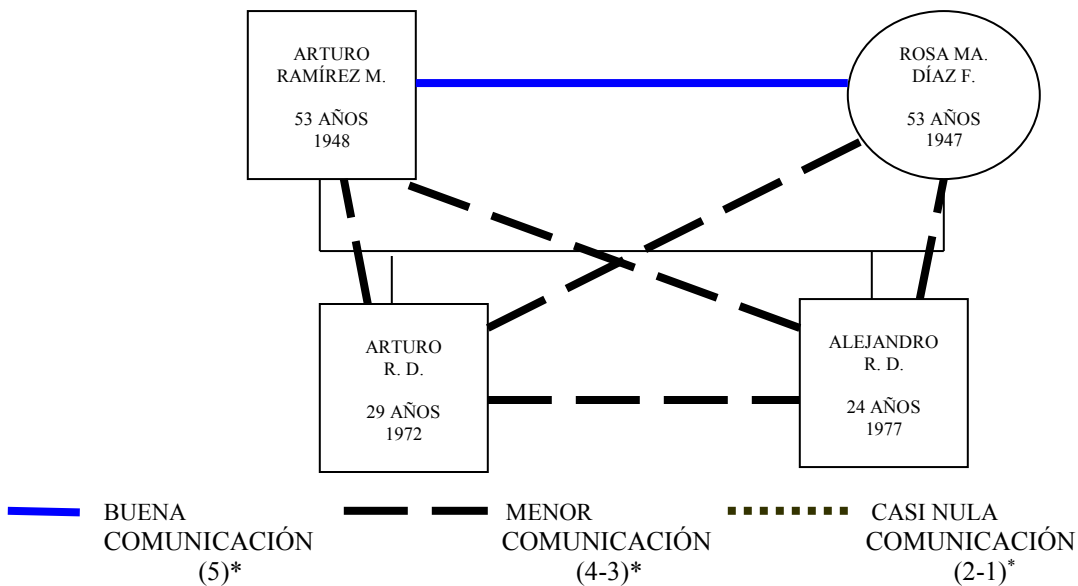 ARTURO
RAMÍREZ M.
53 AÑOS
1948
ROSA MA.
DÍAZ F.
53 AÑOS
1947
ARTURO
R. D.
29 AÑOS
1972
ALEJANDRO
R. D.
24 AÑOS
1977
BUENA
COMUNICACIÓN
(5)*
MENOR
COMUNICACIÓN
(4-3)*
CASI NULA
COMUNICACIÓN
(2-1)*